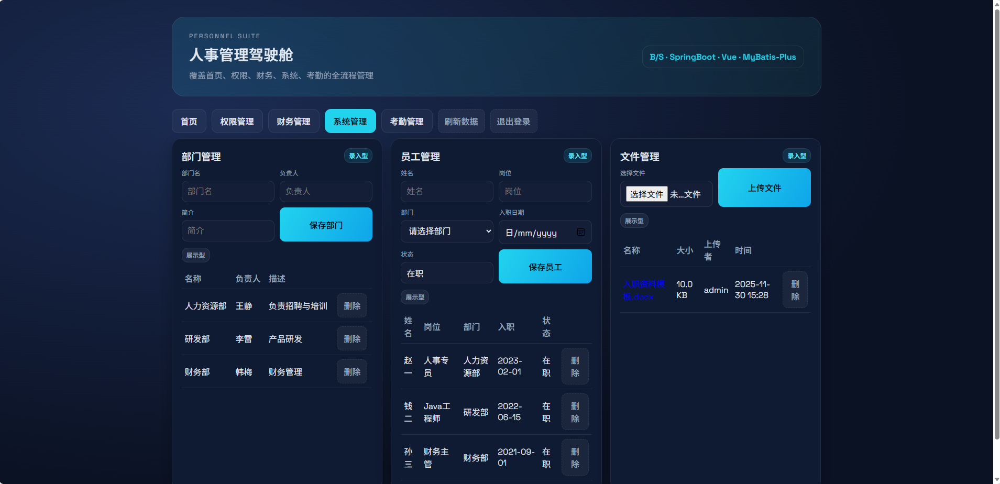 PERSONNEL SUITE
人事管理驾驶舱
覆盖首页、权限、财务、系统、考勤的全流程管理
B/S · SpringBoot · Vue · MyBatis-Plus
首页 权限管理 财务管理 系统管理 考勤管理 刷新数据 退出登录
部门管理 录入型
部门名 负责人
部门名 负责人
简介
简介 保存部门
展示型
名称 负责人 描述
人力资源部 王静 负责招聘与培训 删除
研发部 李雷 产品研发 删除
财务部 韩梅 财务管理 删除
员工管理 录入型
姓名 岗位
姓名 岗位
部门 入职日期
请选择部门 日/mm/yyyy
状态
在职 保存员工
展示型
姓名 岗位 部门 入职 状态
赵一 人事专员 人力资源部 2023-02-01 在职 删除
钱二 Java工程师 研发部 2022-06-15 在职 删除
孙三 财务主管 财务部 2021-09-01 在职 删除
文件管理 录入型
选择文件
选择文件 未...文件 上传文件
展示型
名称 大小 上传者 时间
入职资料模板.docx 10.0 KB admin 2025-11-30 15:28 删除